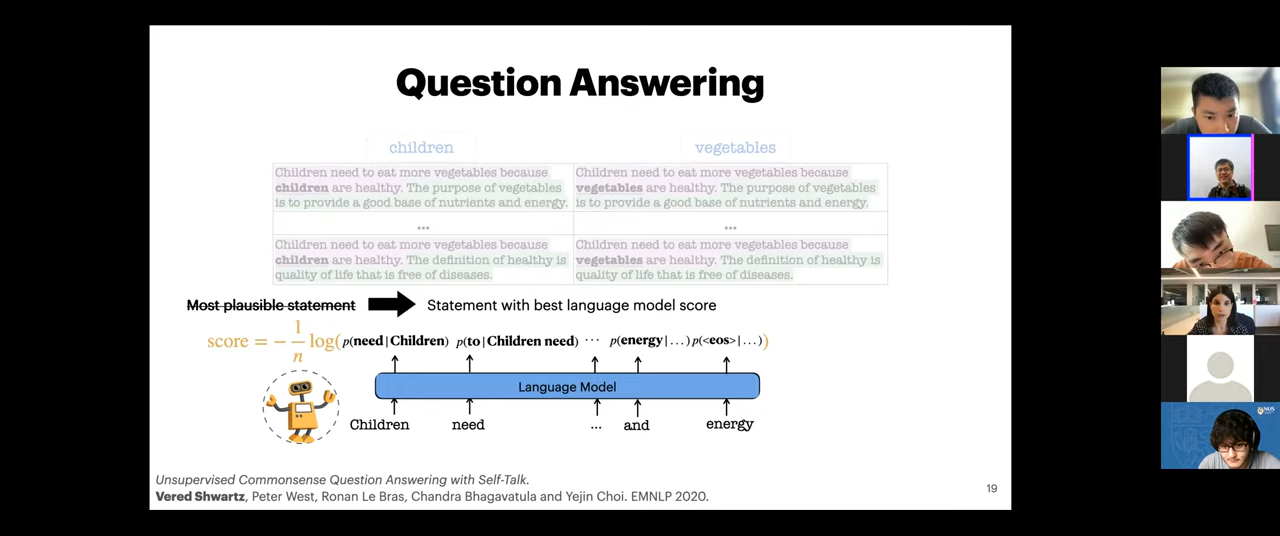 Question Answering
children
vegetables
Children need to eat more vegetables because
children are healthy. The purpose of vegetables
is to provide a good base of nutrients and energy.
Children need to eat more vegetables because
vegetables are healthy. The purpose of vegetables
is to provide a good base of nutrients and energy.
...
...
Children need to eat more vegetables because
children are healthy. The definition of healthy is
quality of life that is free of diseases.
Children need to eat more vegetables because
vegetables are healthy. The definition of healthy is
quality of life that is free of diseases.
Most plausible statement
Statement with best language model score
score = − 1/n log(p(need|Children) p(to|Children need) ⋯ p(energy|…) p(<eos>|…))
Language Model
Children need ... and energy
Unsupervised Commonsense Question Answering with Self-Talk.
Vered Shwartz, Peter West, Ronan Le Bras, Chandra Bhagavatula and Yejin Choi. EMNLP 2020.
19
NUS